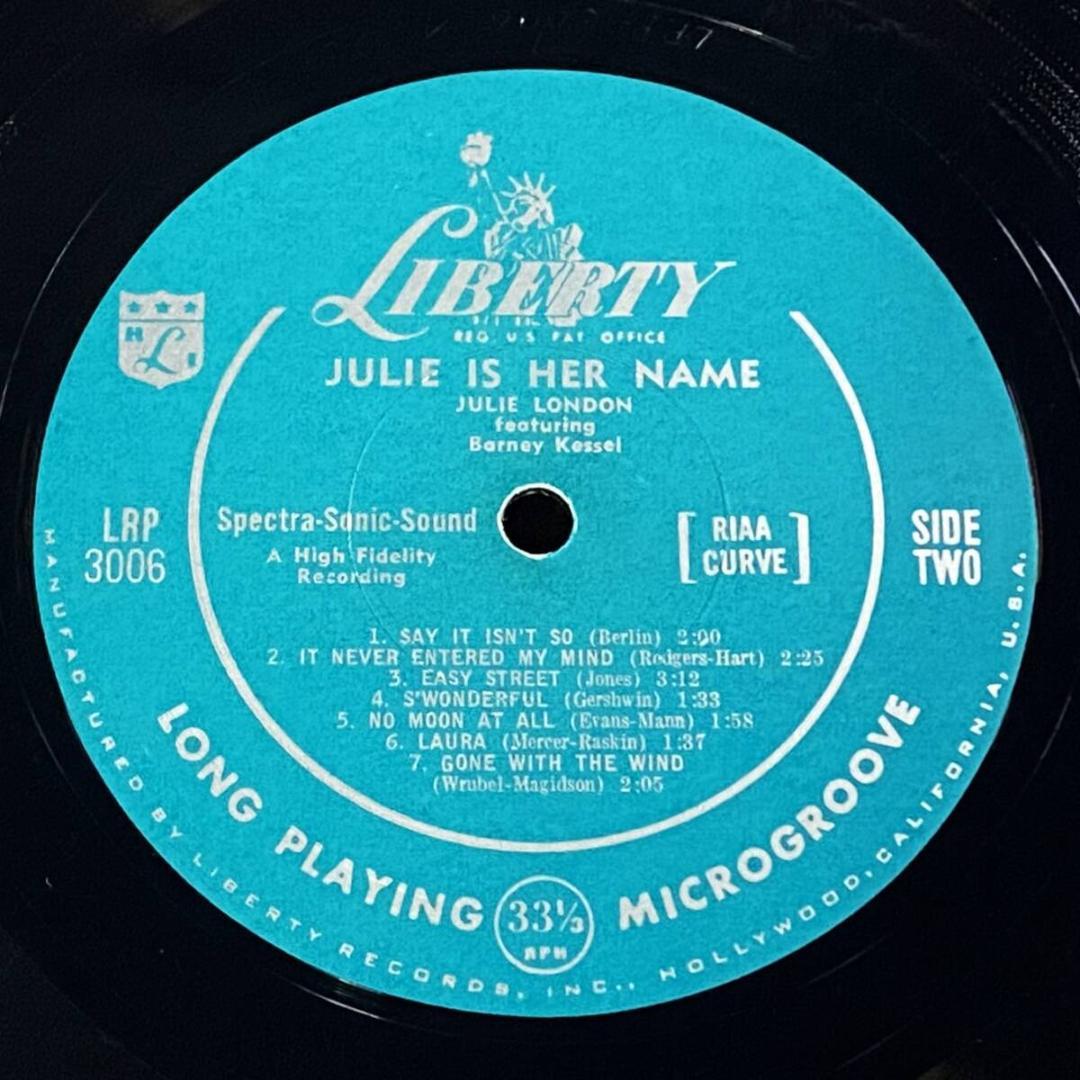 LIBERTY
REG. U.S. PAT. OFFICE
H L I
JULIE IS HER NAME
JULIE LONDON
featuring
Barney Kessel
LRP
3006
Spectra-Sonic-Sound
A High Fidelity
Recording
[RIAA
CURVE]
SIDE
TWO
1. SAY IT ISN'T SO (Berlin) 2:00
2. IT NEVER ENTERED MY MIND (Rodgers-Hart) 2:25
3. EASY STREET (Jones) 3:12
4. S'WONDERFUL (Gershwin) 1:33
5. NO MOON AT ALL (Evans-Mann) 1:58
6. LAURA (Mercer-Raskin) 1:37
7. GONE WITH THE WIND
(Wrubel-Magidson) 2:05
LONG PLAYING 33⅓ RPM MICROGROOVE
MANUFACTURED BY LIBERTY RECORDS, INC., HOLLYWOOD, CALIFORNIA, U.S.A.